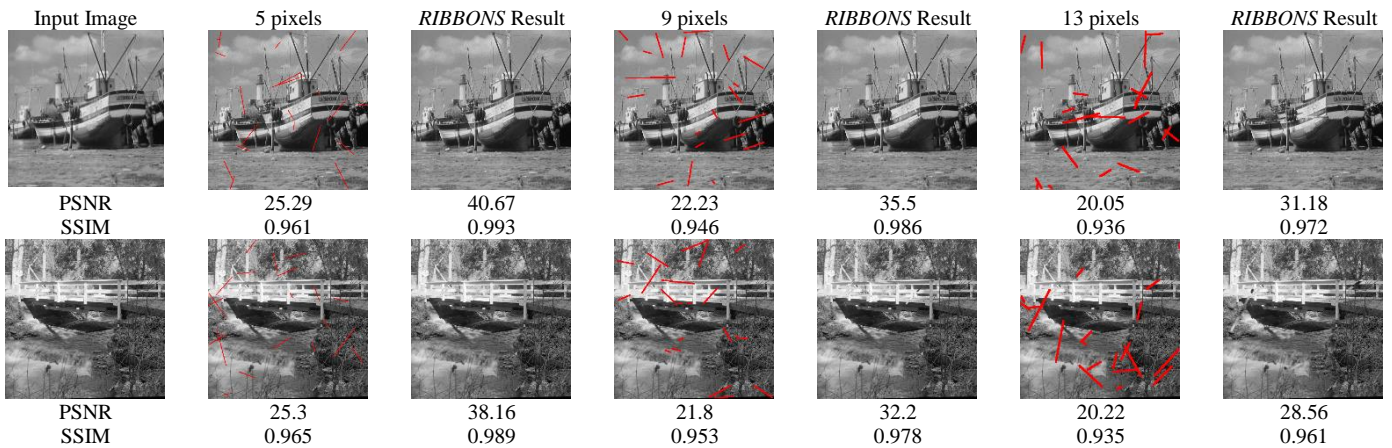 Input Image 5 pixels RIBBONS Result 9 pixels RIBBONS Result 13 pixels RIBBONS Result
PSNR 25.29 40.67 22.23 35.5 20.05 31.18
SSIM 0.961 0.993 0.946 0.986 0.936 0.972
PSNR 25.3 38.16 21.8 32.2 20.22 28.56
SSIM 0.965 0.989 0.953 0.978 0.935 0.961